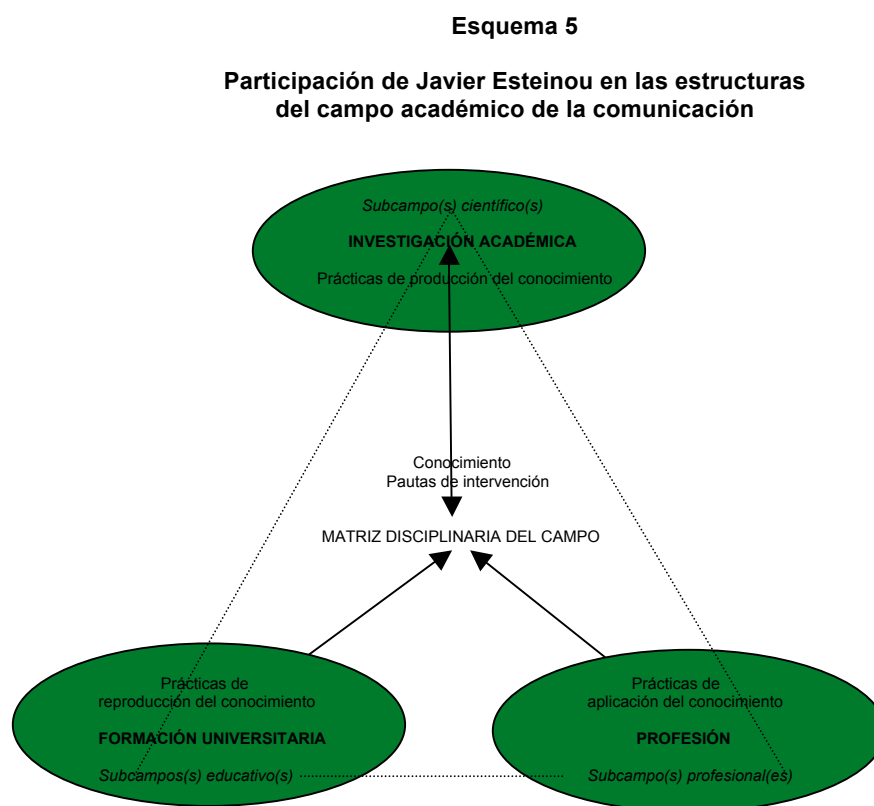 Esquema 5
Participación de Javier Esteinou en las estructuras
del campo académico de la comunicación
Subcampo(s) científico(s)
INVESTIGACIÓN ACADÉMICA
Prácticas de producción del conocimiento
Conocimiento
Pautas de intervención
MATRIZ DISCIPLINARIA DEL CAMPO
Prácticas de
reproducción del conocimiento
FORMACIÓN UNIVERSITARIA
Subcampos(s) educativo(s)
Prácticas de
aplicación del conocimiento
PROFESIÓN
Subcampo(s) profesional(es)